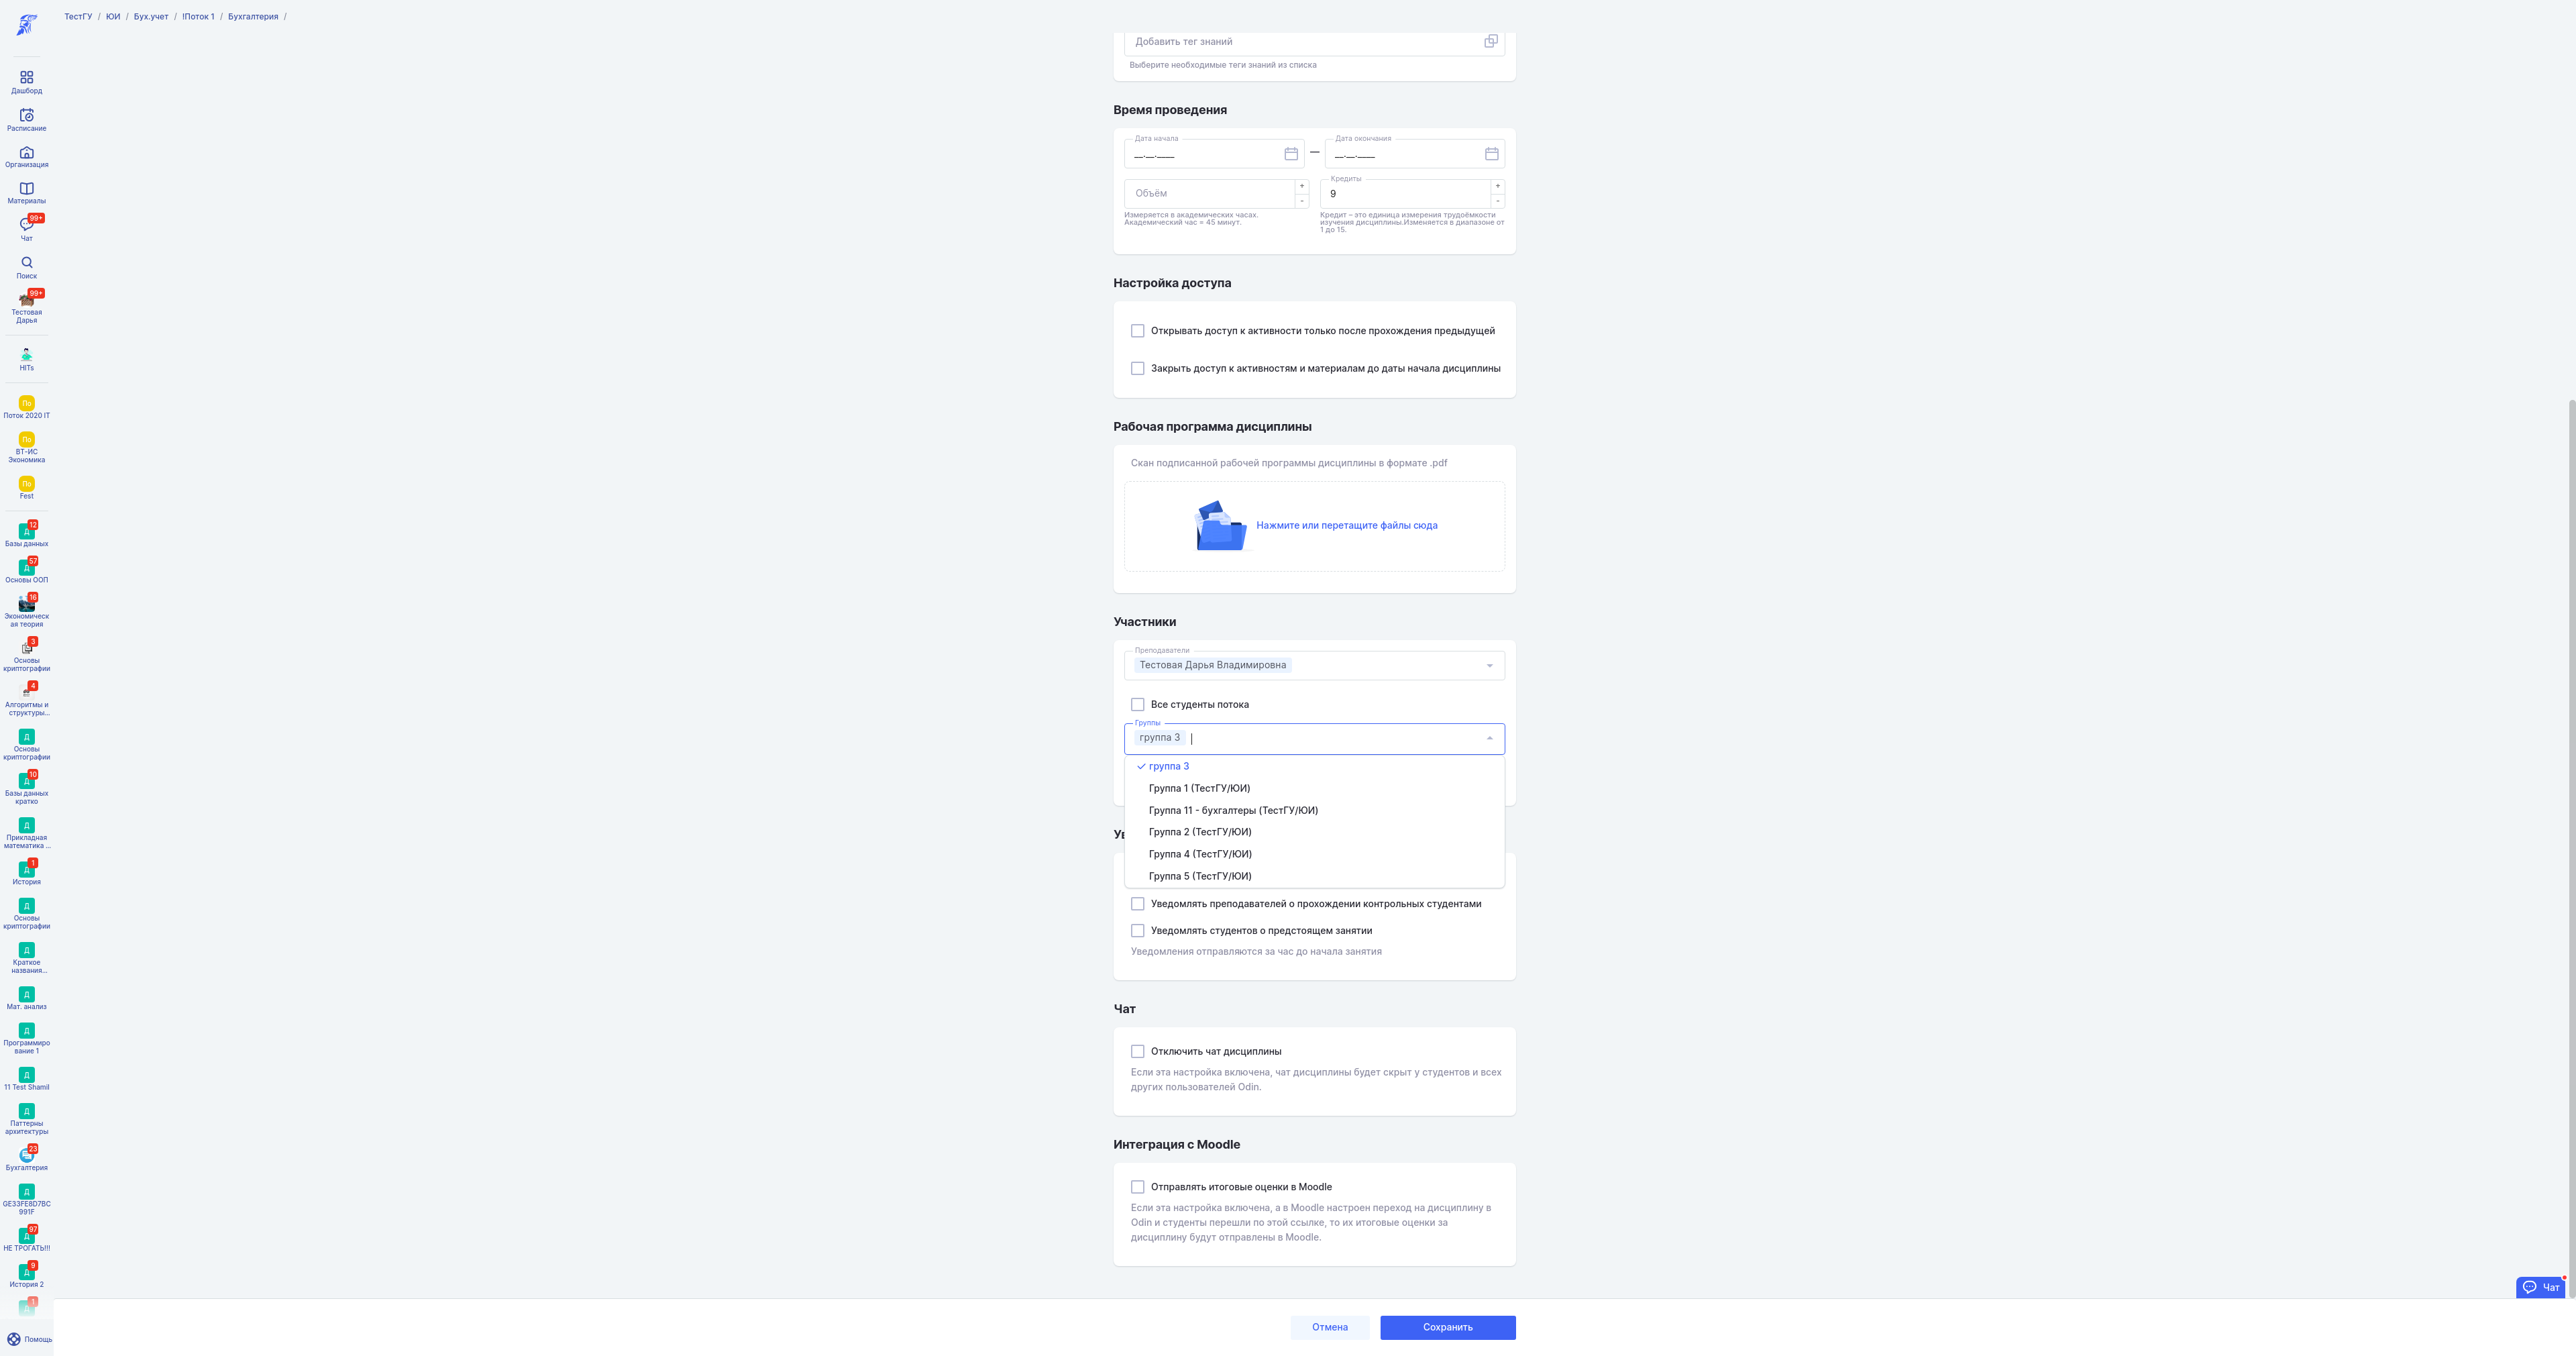 ТестГУ / ЮИ / Бух.учет / !Поток 1 / Бухгалтерия /
Дашборд
Расписание
Организация
Материалы
99+
Чат
Поиск
99+
Тестовая
Дарья
HITs
По
Поток 2020 IT
По
ВТ-ИС
Экономика
По
Fest
12
Д
Базы данных
57
Д
Основы ООП
16
Экономическ
ая теория
3
Основы
криптографии
4
Алгоритмы и
структуры...
Д
Основы
криптографии
10
Д
Базы данных
кратко
Д
Прикладная
математика ...
1
Д
История
Д
Основы
криптографии
Д
Краткое
названия...
Д
Мат. анализ
Д
Программиро
вание 1
Д
11 Test Shamil
Д
Паттерны
архитектуры
23
Бухгалтерия
Д
GE33FE8D7BC
991F
97
Д
НЕ ТРОГАТЬ!!!
9
Д
История 2
1
Д
Помощь
Добавить тег знаний
Выберите необходимые теги знаний из списка
Время проведения
Дата начала
__.__.____
—
Дата окончания
__.__.____
Объём
+
-
Измеряется в академических часах.
Академический час = 45 минут.
Кредиты
9
+
-
Кредит – это единица измерения трудоёмкости
изучения дисциплины.Изменяется в диапазоне от
1 до 15.
Настройка доступа
Открывать доступ к активности только после прохождения предыдущей
Закрыть доступ к активностям и материалам до даты начала дисциплины
Рабочая программа дисциплины
Скан подписанной рабочей программы дисциплины в формате .pdf
Нажмите или перетащите файлы сюда
Участники
Преподаватели
Тестовая Дарья Владимировна
Все студенты потока
Группы
группа 3
группа 3
Группа 1 (ТестГУ/ЮИ)
Группа 11 - бухгалтеры (ТестГУ/ЮИ)
Группа 2 (ТестГУ/ЮИ)
Группа 4 (ТестГУ/ЮИ)
Группа 5 (ТестГУ/ЮИ)
Уведомлять преподавателей о прохождении контрольных студентами
Уведомлять студентов о предстоящем занятии
Уведомления отправляются за час до начала занятия
Чат
Отключить чат дисциплины
Если эта настройка включена, чат дисциплины будет скрыт у студентов и всех
других пользователей Odin.
Интеграция с Moodle
Отправлять итоговые оценки в Moodle
Если эта настройка включена, а в Moodle настроен переход на дисциплину в
Odin и студенты перешли по этой ссылке, то их итоговые оценки за
дисциплину будут отправлены в Moodle.
Чат
Отмена
Сохранить